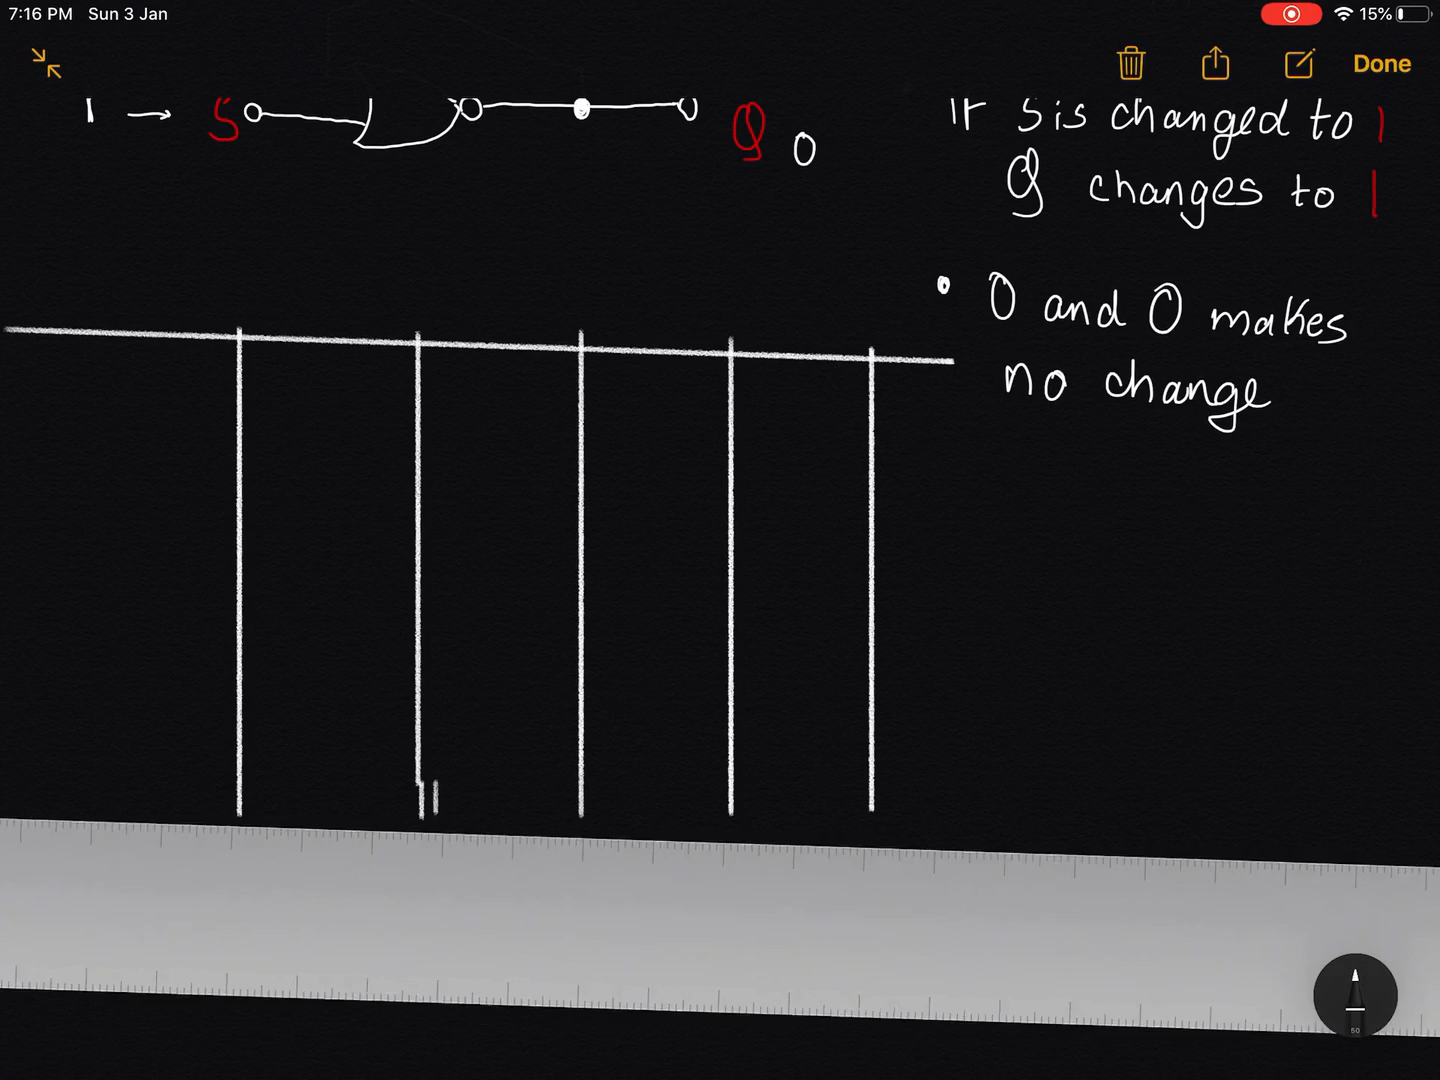 7:16 PM Sun 3 Jan
15%
Done
1 → S
Q 0
If S is changed to 1
Q changes to 1
• 0 and 0 makes
no change
50